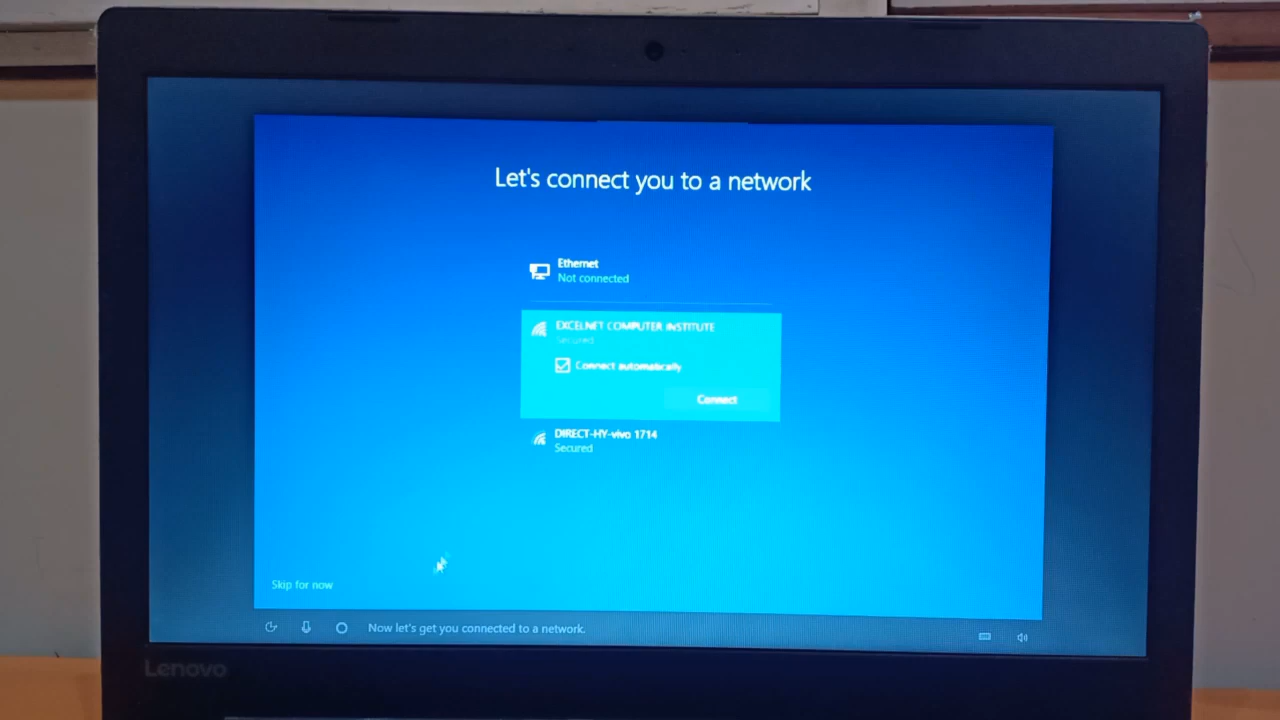 Let's connect you to a network
Ethernet
Not connected
EXCELNET COMPUTER INSTITUTE
Secured
Connect automatically
Connect
DIRECT-HY-vivo 1714
Secured
Skip for now
Now let's get you connected to a network.
Lenovo